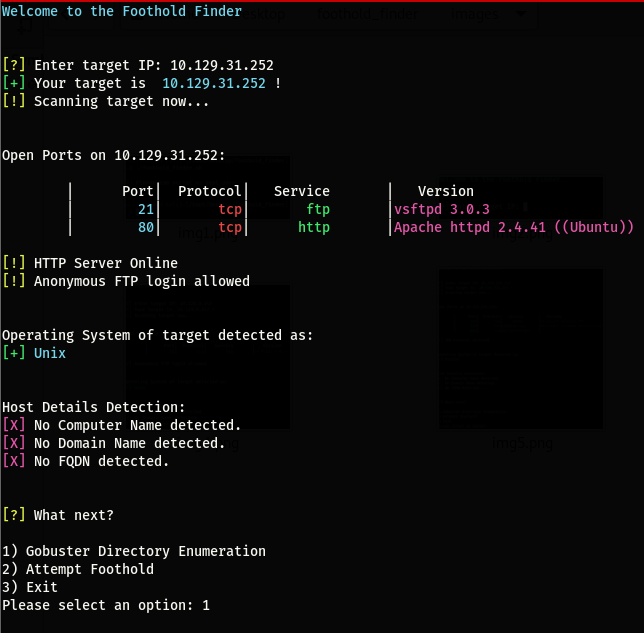 Welcome to the Foothold Finder
[?] Enter target IP: 10.129.31.252
[+] Your target is  10.129.31.252 !
[!] Scanning target now...
Open Ports on 10.129.31.252:
| Port| Protocol| Service | Version
| 21| tcp| ftp |vsftpd 3.0.3
| 80| tcp| http |Apache httpd 2.4.41 ((Ubuntu))
[!] HTTP Server Online
[!] Anonymous FTP login allowed
Operating System of target detected as:
[+] Unix
Host Details Detection:
[X] No Computer Name detected.
[X] No Domain Name detected.
[X] No FQDN detected.
[?] What next?
1) Gobuster Directory Enumeration
2) Attempt Foothold
3) Exit
Please select an option: 1
img5.png